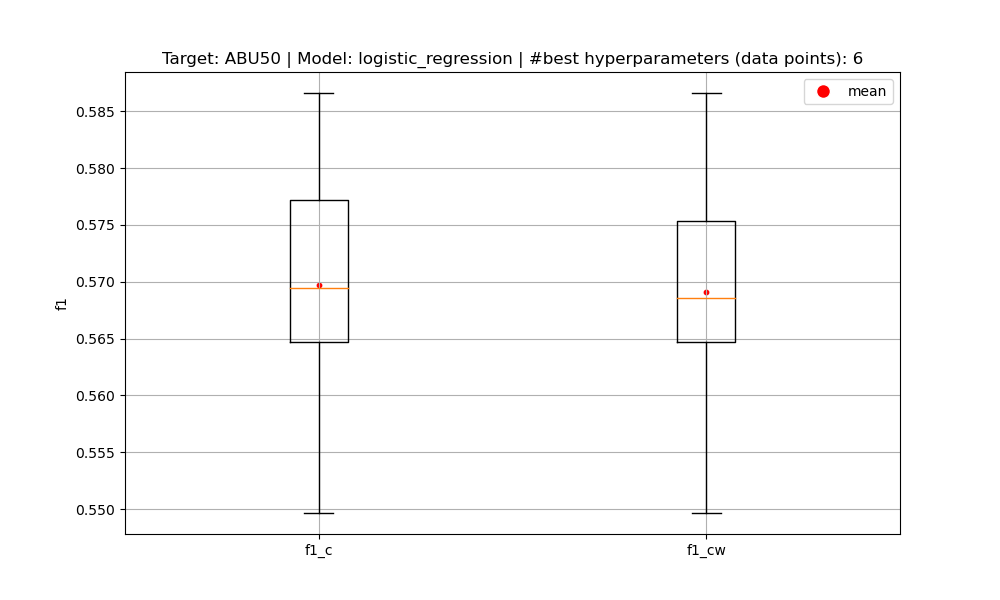 Target: ABU50 | Model: logistic_regression | #best hyperparameters (data points): 6
mean
0.585
0.580
0.575
0.570
0.565
0.560
0.555
0.550
f1
f1_c
f1_cw